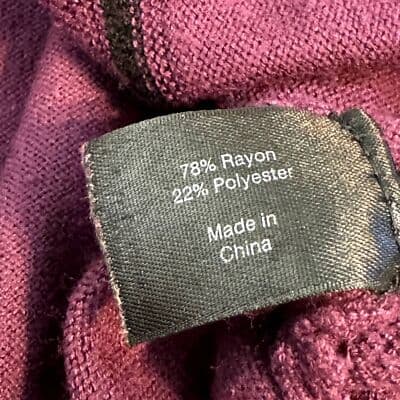 78% Rayon
22% Polyester
Made in
China